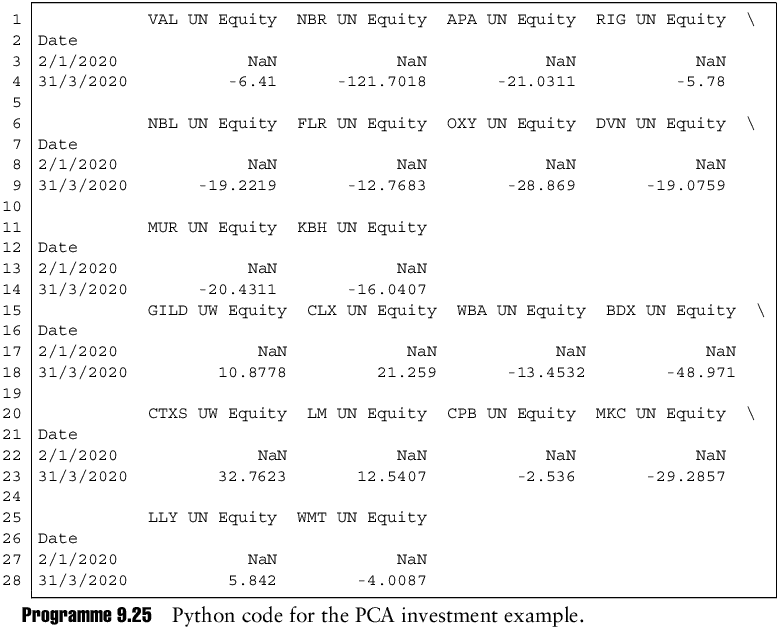 1 VAL UN Equity NBR UN Equity APA UN Equity RIG UN Equity \
2 Date
3 2/1/2020 NaN NaN NaN NaN
4 31/3/2020 -6.41 -121.7018 -21.0311 -5.78
5
6 NBL UN Equity FLR UN Equity OXY UN Equity DVN UN Equity \
7 Date
8 2/1/2020 NaN NaN NaN NaN
9 31/3/2020 -19.2219 -12.7683 -28.869 -19.0759
10
11 MUR UN Equity KBH UN Equity
12 Date
13 2/1/2020 NaN NaN
14 31/3/2020 -20.4311 -16.0407
15 GILD UW Equity CLX UN Equity WBA UN Equity BDX UN Equity \
16 Date
17 2/1/2020 NaN NaN NaN NaN
18 31/3/2020 10.8778 21.259 -13.4532 -48.971
19
20 CTXS UW Equity LM UN Equity CPB UN Equity MKC UN Equity \
21 Date
22 2/1/2020 NaN NaN NaN NaN
23 31/3/2020 32.7623 12.5407 -2.536 -29.2857
24
25 LLY UN Equity WMT UN Equity
26 Date
27 2/1/2020 NaN NaN
28 31/3/2020 5.842 -4.0087
Programme 9.25 Python code for the PCA investment example.